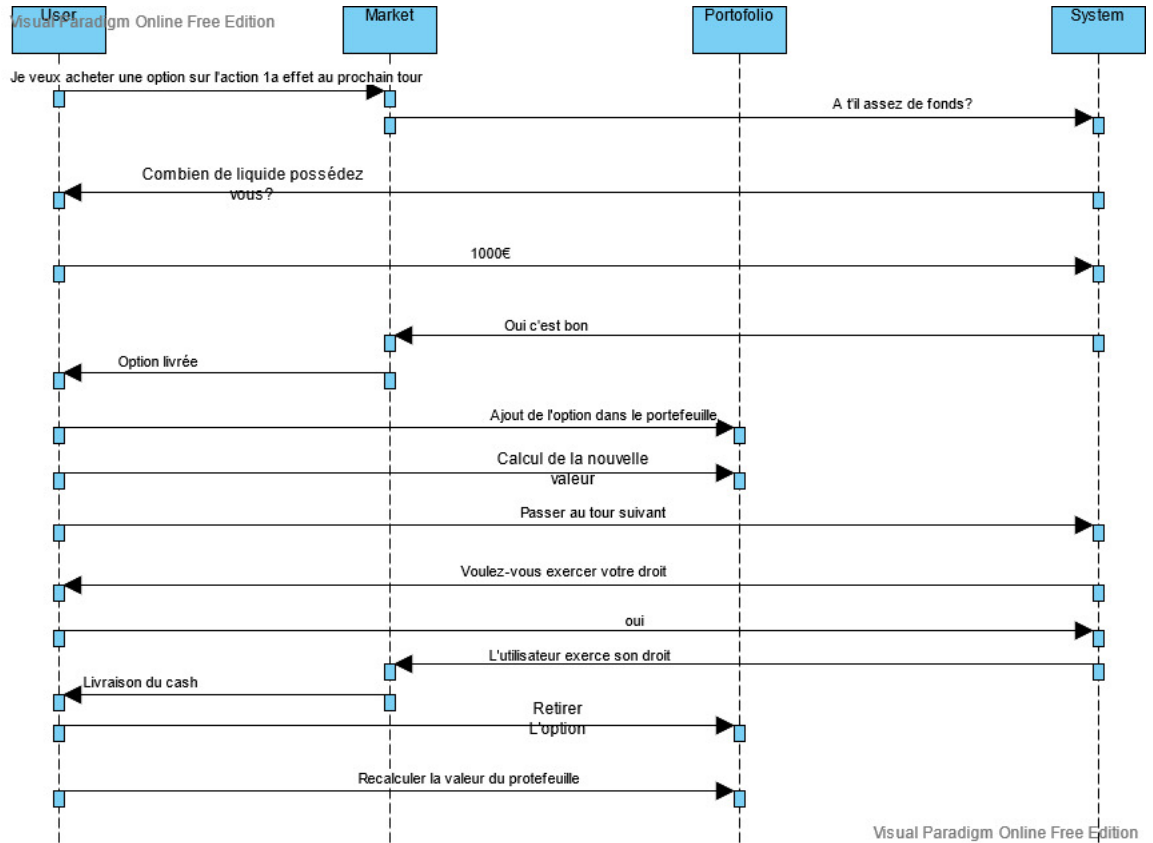 User
Visual Paradigm Online Free Edition
Market
Portofolio
System
Je veux acheter une option sur l'action 1a effet au prochain tour
A t'il assez de fonds?
Combien de liquide possédez
vous?
1000€
Oui c'est bon
Option livrée
Ajout de l'option dans le portefeuille
Calcul de la nouvelle
valeur
Passer au tour suivant
Voulez-vous exercer votre droit
oui
L'utilisateur exerce son droit
Livraison du cash
Retirer
L'option
Recalculer la valeur du protefeuille
Visual Paradigm Online Free Edition